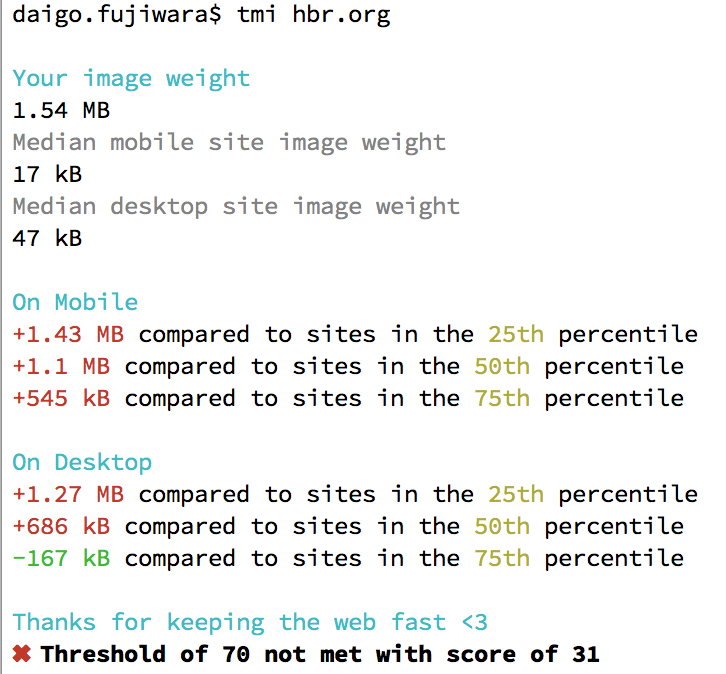 daigo.fujiwara$ tmi hbr.org
Your image weight
1.54 MB
Median mobile site image weight
17 kB
Median desktop site image weight
47 kB
On Mobile
+1.43 MB compared to sites in the 25th percentile
+1.1 MB compared to sites in the 50th percentile
+545 kB compared to sites in the 75th percentile
On Desktop
+1.27 MB compared to sites in the 25th percentile
+686 kB compared to sites in the 50th percentile
-167 kB compared to sites in the 75th percentile
Thanks for keeping the web fast <3
✖ Threshold of 70 not met with score of 31